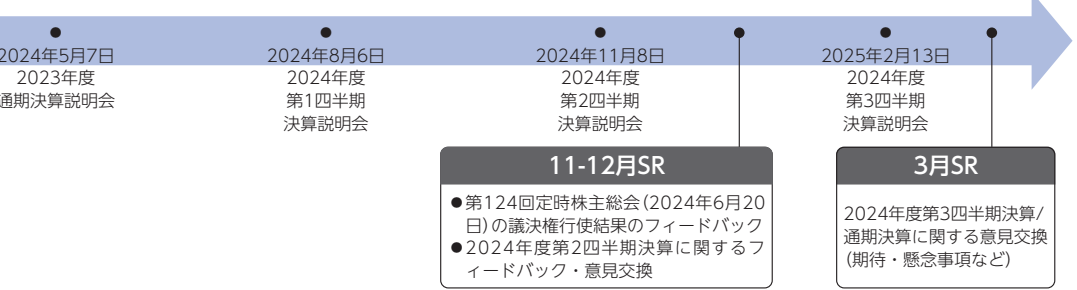 2024年5月7日
2023年度
通期決算説明会
2024年8月6日
2024年度
第1四半期
決算説明会
2024年11月8日
2024年度
第2四半期
決算説明会
2025年2月13日
2024年度
第3四半期
決算説明会
11-12月SR
●第124回定時株主総会(2024年6月20
日)の議決権行使結果のフィードバック
●2024年度第2四半期決算に関するフ
ィードバック・意見交換
3月SR
2024年度第3四半期決算/
通期決算に関する意見交換
(期待・懸念事項など)